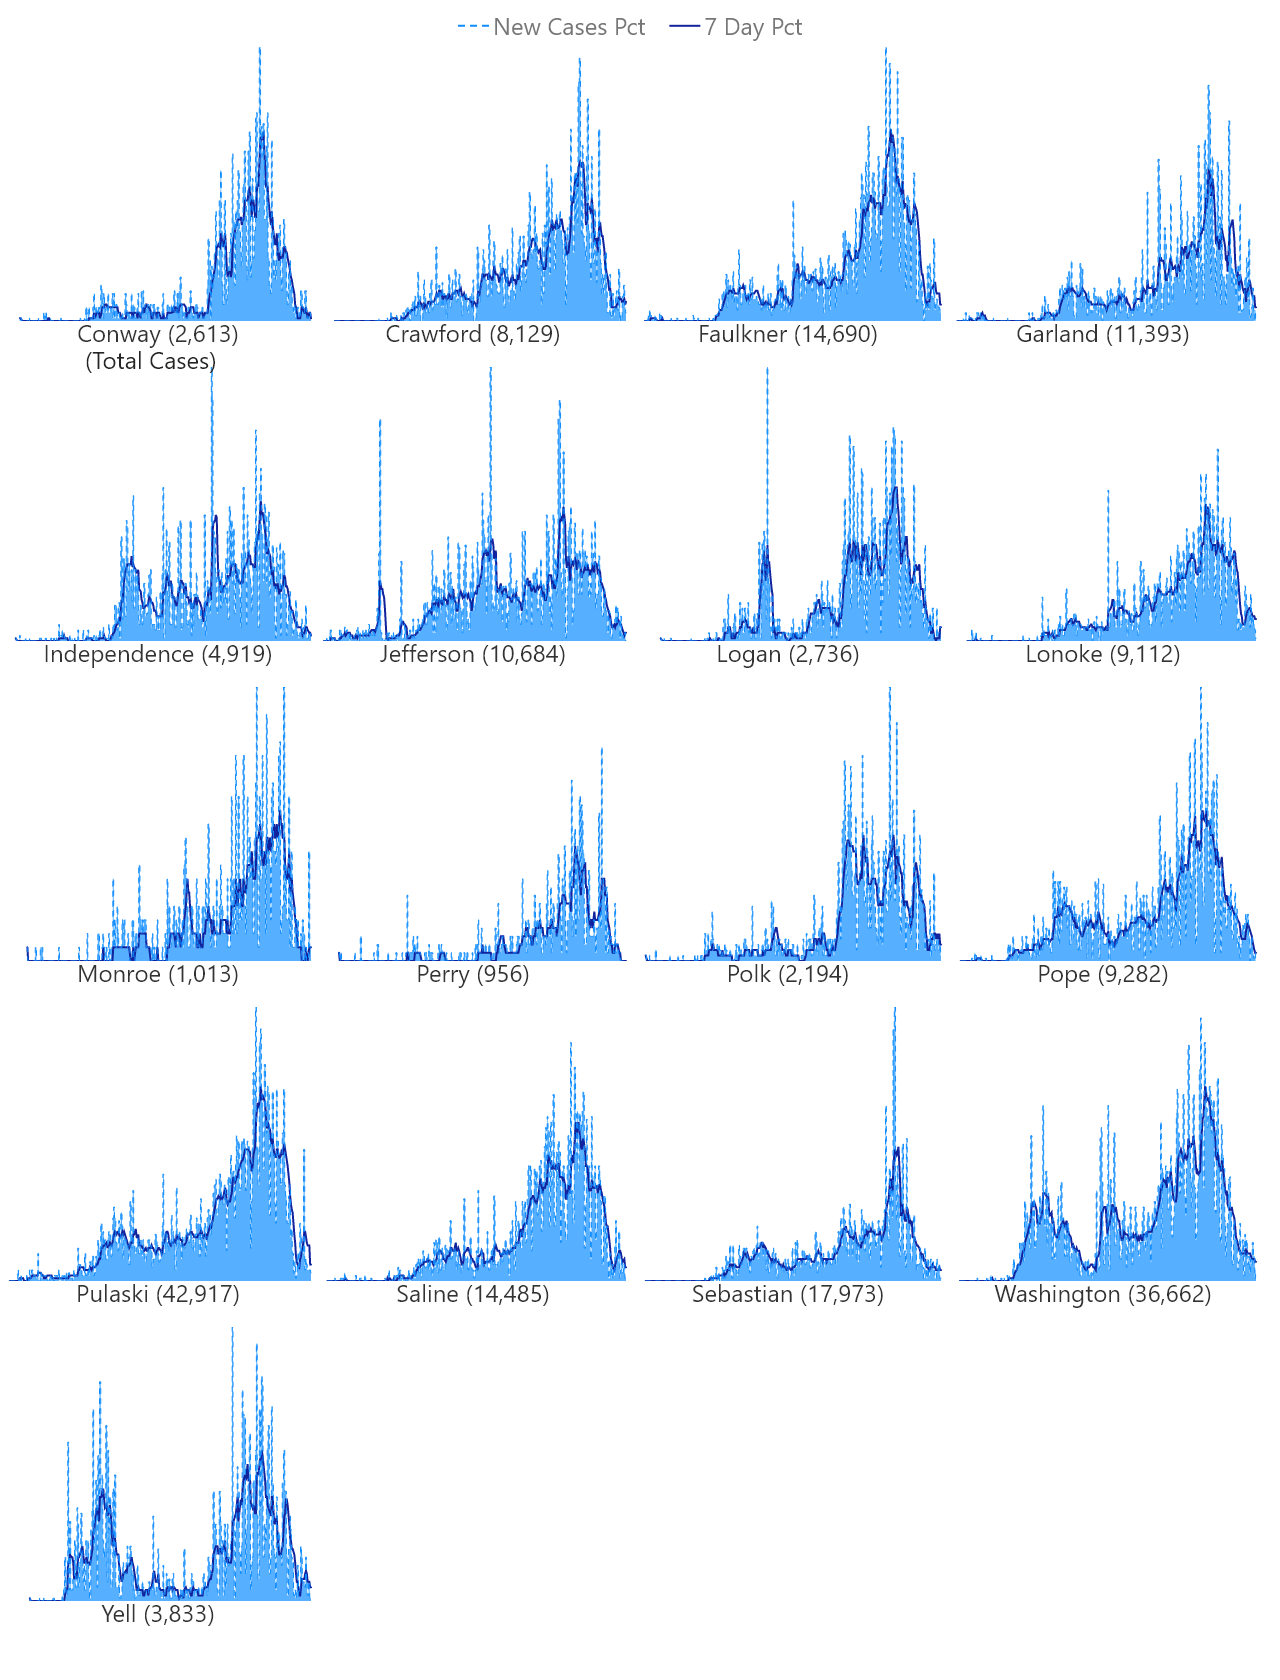 New Cases Pct 7 Day Pct
Conway (2,613) Crawford (8,129) Faulkner (14,690) Garland (11,393)
(Total Cases)
Independence (4,919) Jefferson (10,684) Logan (2,736) Lonoke (9,112)
Monroe (1,013) Perry (956) Polk (2,194) Pope (9,282)
Pulaski (42,917) Saline (14,485) Sebastian (17,973) Washington (36,662)
Yell (3,833)